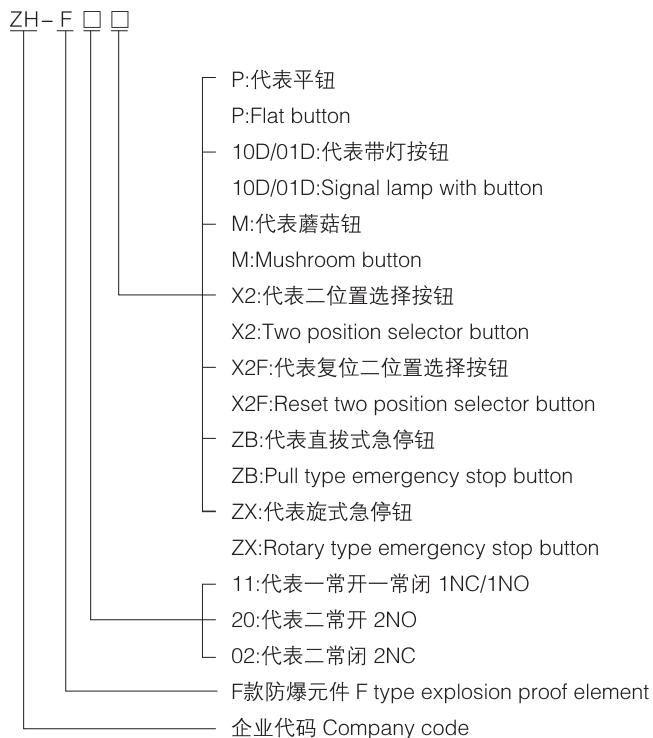 ZH-F□□
P:代表平钮
P:Flat button
10D/01D:代表带灯按钮
10D/01D:Signal lamp with button
M:代表蘑菇钮
M:Mushroom button
X2:代表二位置选择按钮
X2:Two position selector button
X2F:代表复位二位置选择按钮
X2F:Reset two position selector button
ZB:代表直拔式急停钮
ZB:Pull type emergency stop button
ZX:代表旋式急停钮
ZX:Rotary type emergency stop button
11:代表一常开一常闭 1NC/1NO
20:代表二常开 2NO
02:代表二常闭 2NC
F款防爆元件 F type explosion proof element
企业代码 Company code